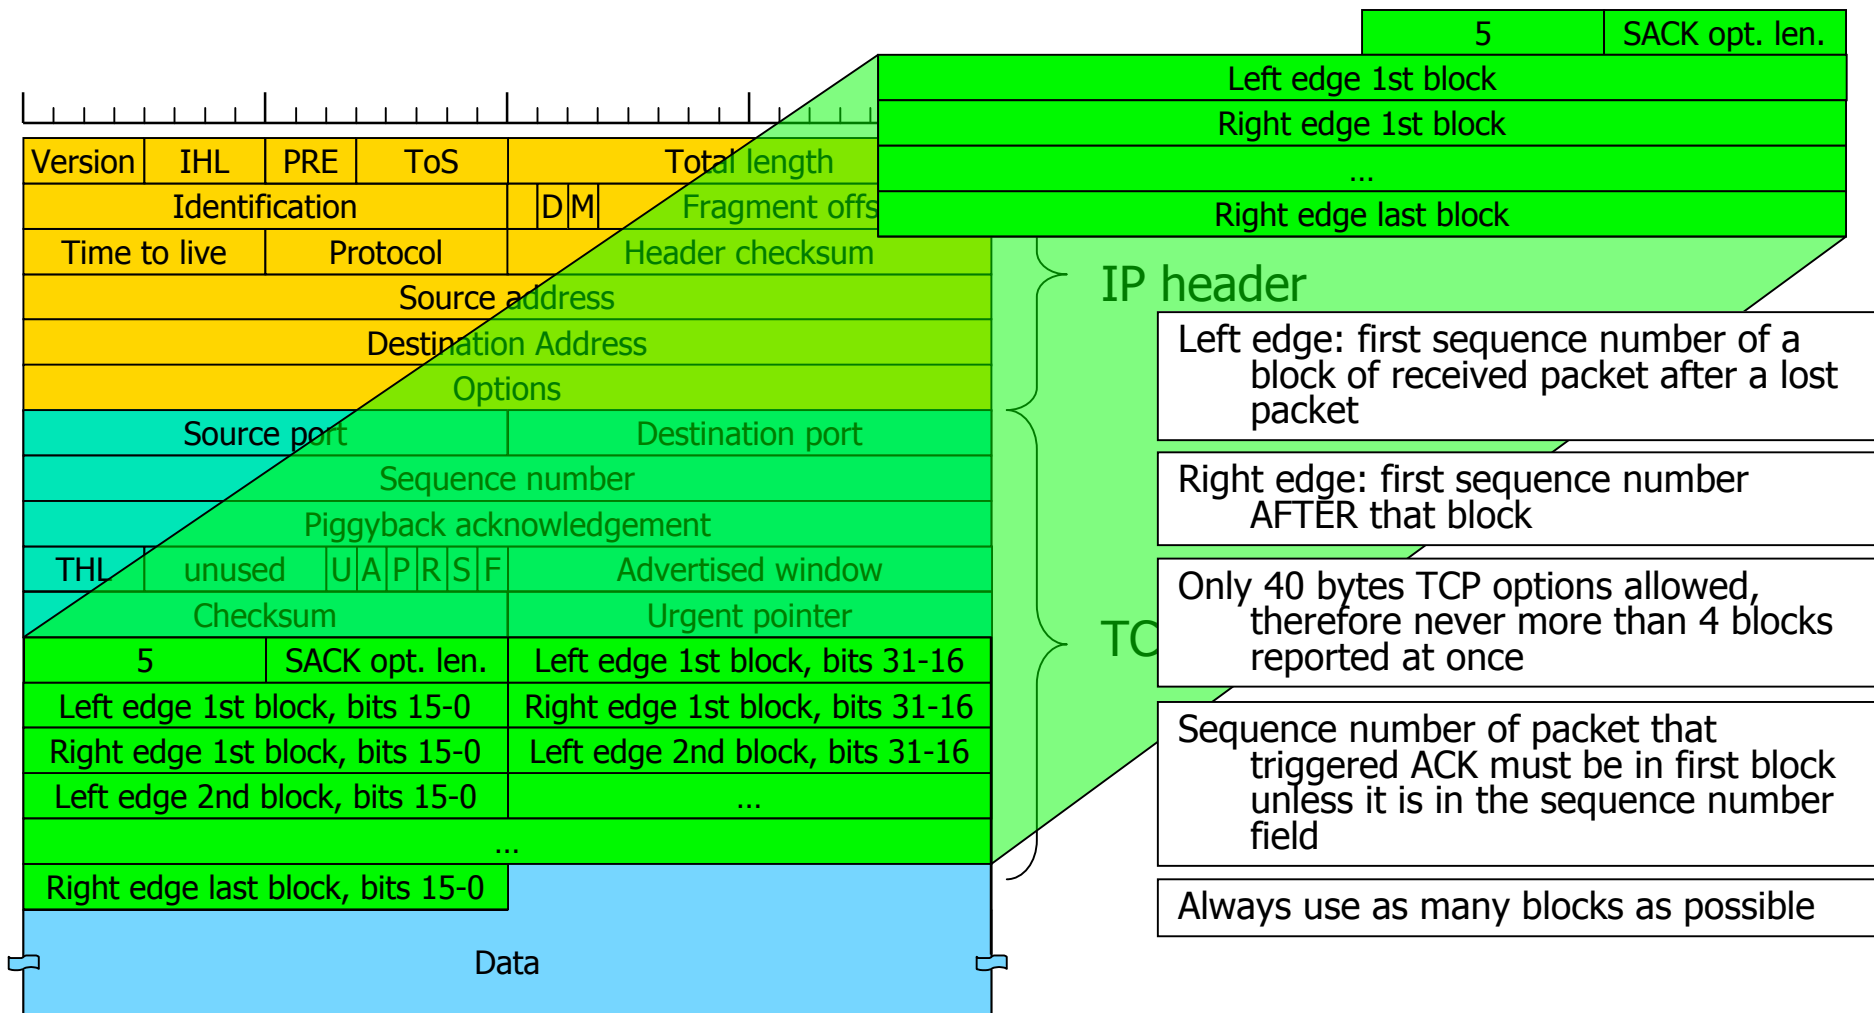 5 SACK opt. len.
Left edge 1st block
Right edge 1st block
...
Right edge last block
Version IHL PRE ToS Total length
Identification D M Fragment offs
Time to live Protocol Header checksum
Source address
Destination Address
Options
Source port Destination port
Sequence number
Piggyback acknowledgement
THL unused U A P R S F Advertised window
Checksum Urgent pointer
5 SACK opt. len. Left edge 1st block, bits 31-16
Left edge 1st block, bits 15-0 Right edge 1st block, bits 31-16
Right edge 1st block, bits 15-0 Left edge 2nd block, bits 31-16
Left edge 2nd block, bits 15-0 ...
...
Right edge last block, bits 15-0
Data
IP header
TC
Left edge: first sequence number of a
block of received packet after a lost
packet
Right edge: first sequence number
AFTER that block
Only 40 bytes TCP options allowed,
therefore never more than 4 blocks
reported at once
Sequence number of packet that
triggered ACK must be in first block
unless it is in the sequence number
field
Always use as many blocks as possible